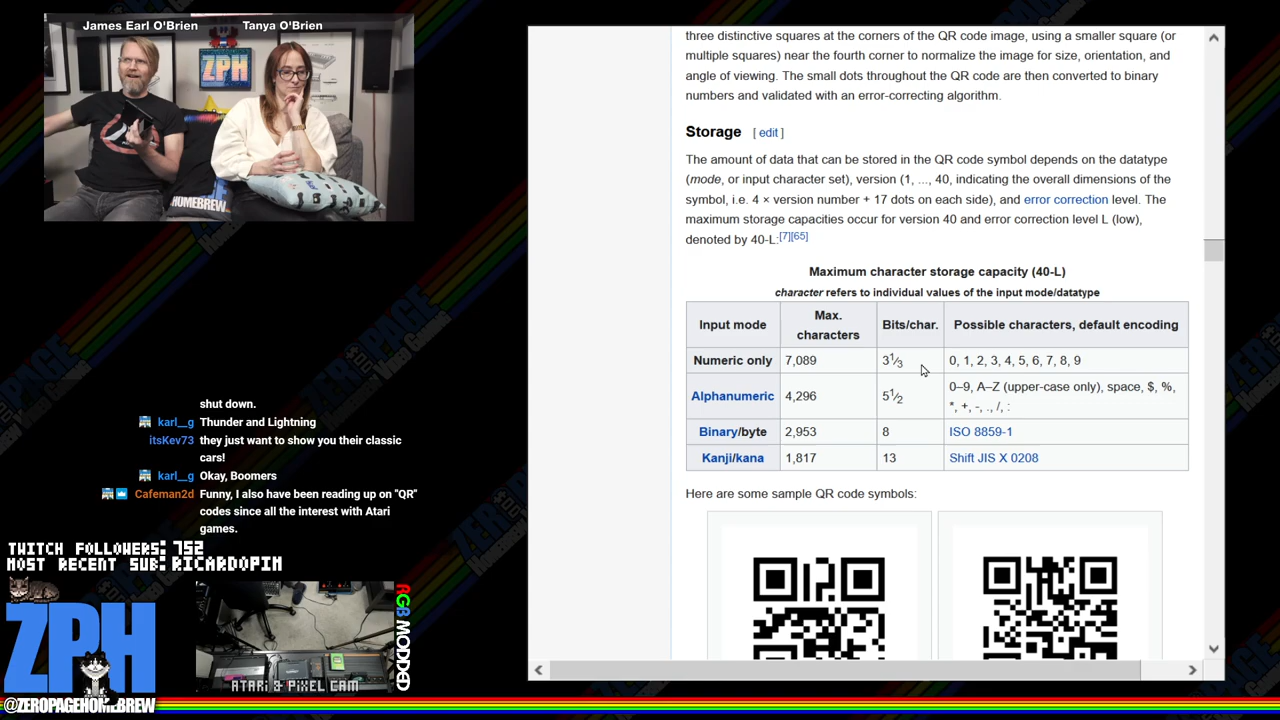 James Earl O'Brien
Tanya O'Brien
ZPH
HOMEBREW
shut down.
karl__g Thunder and Lightning
itsKev73 they just want to show you their classic
cars!
karl__g Okay, Boomers
Cafeman2d Funny, I also have been reading up on "QR"
codes since all the interest with Atari
games.
TWITCH FOLLOWERS: 752
MOST RECENT SUB: RICARDOPIM
ZPH
@ZEROPAGEHOMEBREW
ATARI & PIXEL CAM
RGB MODDED
three distinctive squares at the corners of the QR code image, using a smaller square (or
multiple squares) near the fourth corner to normalize the image for size, orientation, and
angle of viewing. The small dots throughout the QR code are then converted to binary
numbers and validated with an error-correcting algorithm.
Storage [ edit ]
The amount of data that can be stored in the QR code symbol depends on the datatype
(mode, or input character set), version (1, ..., 40, indicating the overall dimensions of the
symbol, i.e. 4 × version number + 17 dots on each side), and error correction level. The
maximum storage capacities occur for version 40 and error correction level L (low),
denoted by 40-L:[7][65]
Maximum character storage capacity (40-L)
character refers to individual values of the input mode/datatype
Input mode Max. characters Bits/char. Possible characters, default encoding
Numeric only 7,089 3 1⁄3 0, 1, 2, 3, 4, 5, 6, 7, 8, 9
Alphanumeric 4,296 5 1⁄2 0–9, A–Z (upper-case only), space, $, %,
*, +, -, ., /, :
Binary/byte 2,953 8 ISO 8859-1
Kanji/kana 1,817 13 Shift JIS X 0208
Here are some sample QR code symbols: